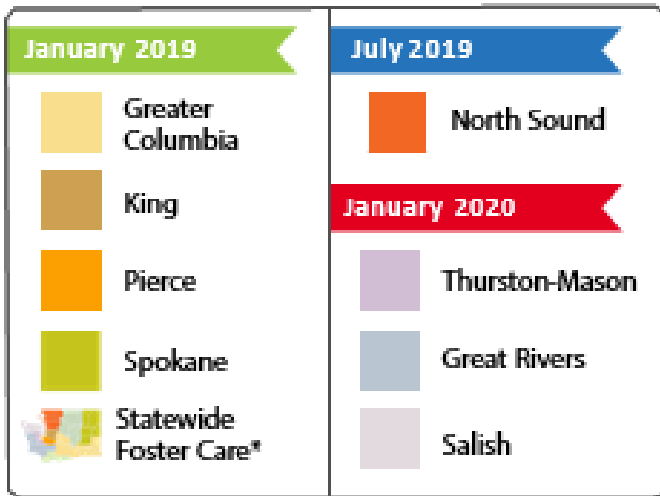 January 2019
Greater
Columbia
King
Pierce
Spokane
Statewide
Foster Care*
July 2019
North Sound
January 2020
Thurston-Mason
Great Rivers
Salish